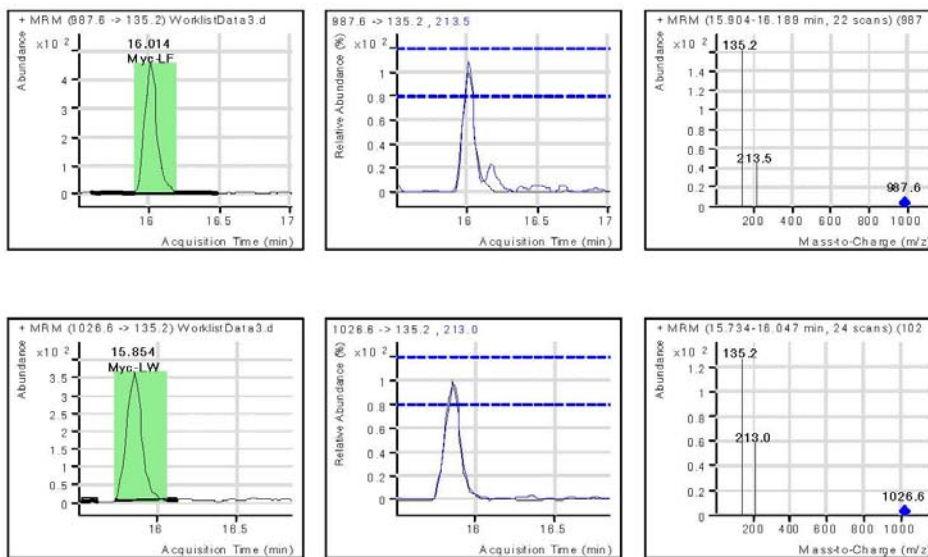 + MRM (987.6 -> 135.2) WorklistData3.d
Abundance
x10 2
16.014
Myc-LF
4
3
2
1
0
16
16.5
17
Acquisition Time (min)
987.6 -> 135.2 , 213.5
Relative Abundance (%)
x10 2
1
0.8
0.6
0.4
0.2
0
16
16.5
17
Acquisition Time (min)
+ MRM (15.904-16.189 min, 22 scans) (987
Abundance
x10 2
135.2
1.4
1.2
1
0.8
0.6
0.4
0.2
0
213.5
987.6
200 400 600 800 1000
Mass-to-Charge (m/z)
+ MRM (1026.6 -> 135.2) WorklistData3.d
Abundance
x10 2
15.854
Myc-LW
3.5
3
2.5
2
1.5
1
0.5
0
16
16.5
Acquisition Time (min)
1026.6 -> 135.2 , 213.0
Relative Abundance (%)
x10 2
1
0.8
0.6
0.4
0.2
0
16
16.5
Acquisition Time (min)
+ MRM (15.734-16.047 min, 24 scans) (102
Abundance
x10 2
1.2
135.2
1
0.8
0.6
0.4
0.2
0
213.0
1026.6
200 400 600 800 1000
Mass-to-Charge (m/z)